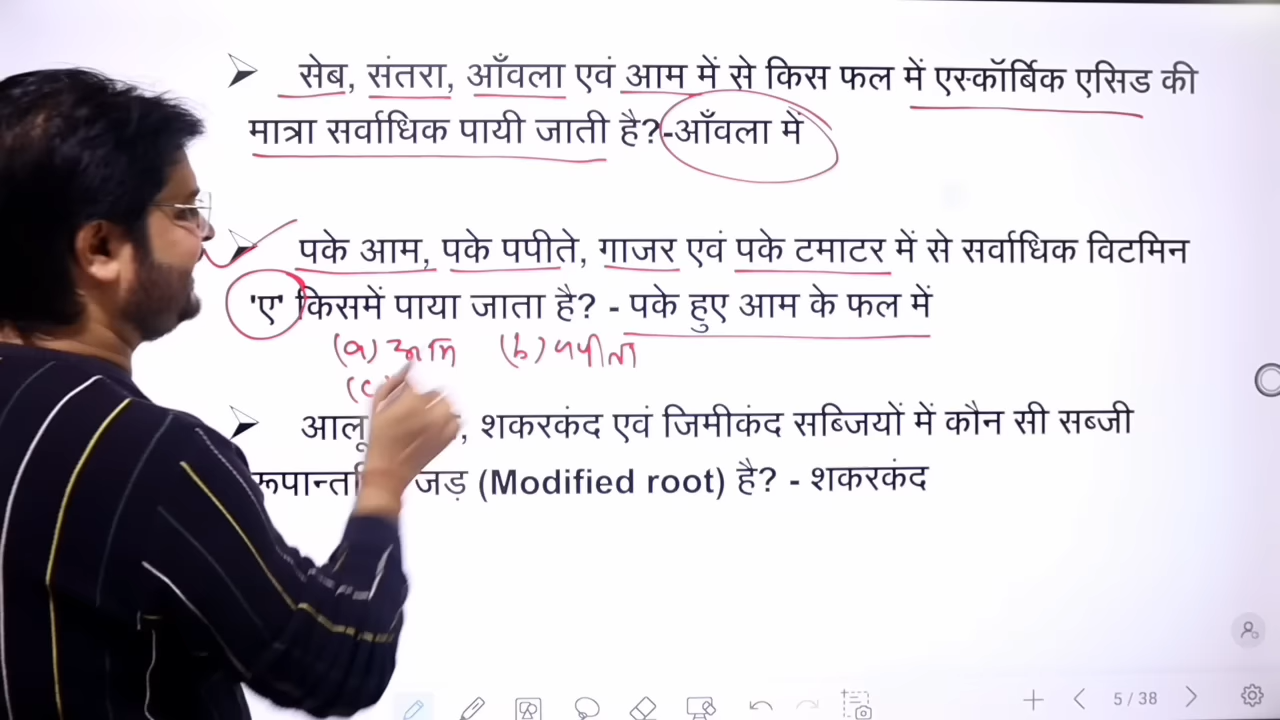 सेब, संतरा, आँवला एवं आम में से किस फल में एस्कॉर्बिक एसिड की
मात्रा सर्वाधिक पायी जाती है?-आँवला में
पके आम, पके पपीते, गाजर एवं पके टमाटर में से सर्वाधिक विटमिन
'ए' किसमें पाया जाता है? - पके हुए आम के फल में
(a) आम (b) पपीता
(c)
शकरकंद एवं जिमीकंद सब्जियों में कौन सी सब्जी
जड़ (Modified root) है? - शकरकंद
5 / 38